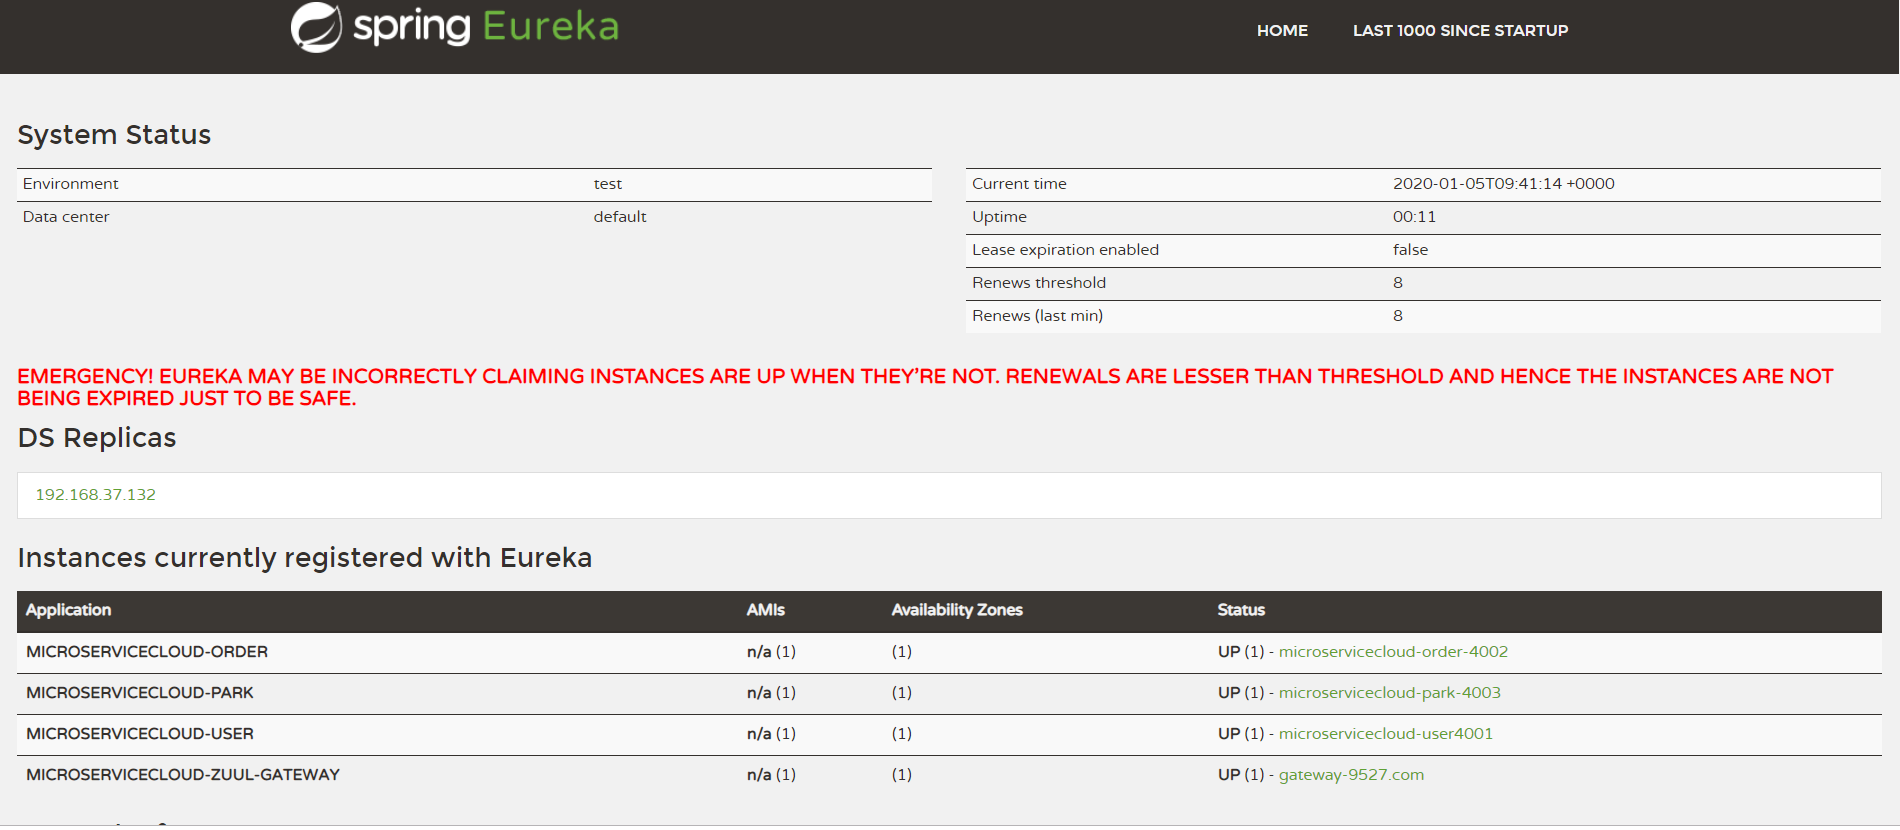 spring Eureka
HOME LAST 1000 SINCE STARTUP
System Status
Environment test
Data center default
Current time 2020-01-05T09:41:14 +0000
Uptime 00:11
Lease expiration enabled false
Renews threshold 8
Renews (last min) 8
EMERGENCY! EUREKA MAY BE INCORRECTLY CLAIMING INSTANCES ARE UP WHEN THEY'RE NOT. RENEWALS ARE LESSER THAN THRESHOLD AND HENCE THE INSTANCES ARE NOT
BEING EXPIRED JUST TO BE SAFE.
DS Replicas
192.168.37.132
Instances currently registered with Eureka
Application AMIs Availability Zones Status
MICROSERVICECLOUD-ORDER n/a (1) (1) UP (1) - microservicecloud-order-4002
MICROSERVICECLOUD-PARK n/a (1) (1) UP (1) - microservicecloud-park-4003
MICROSERVICECLOUD-USER n/a (1) (1) UP (1) - microservicecloud-user4001
MICROSERVICECLOUD-ZUUL-GATEWAY n/a (1) (1) UP (1) - gateway-9527.com